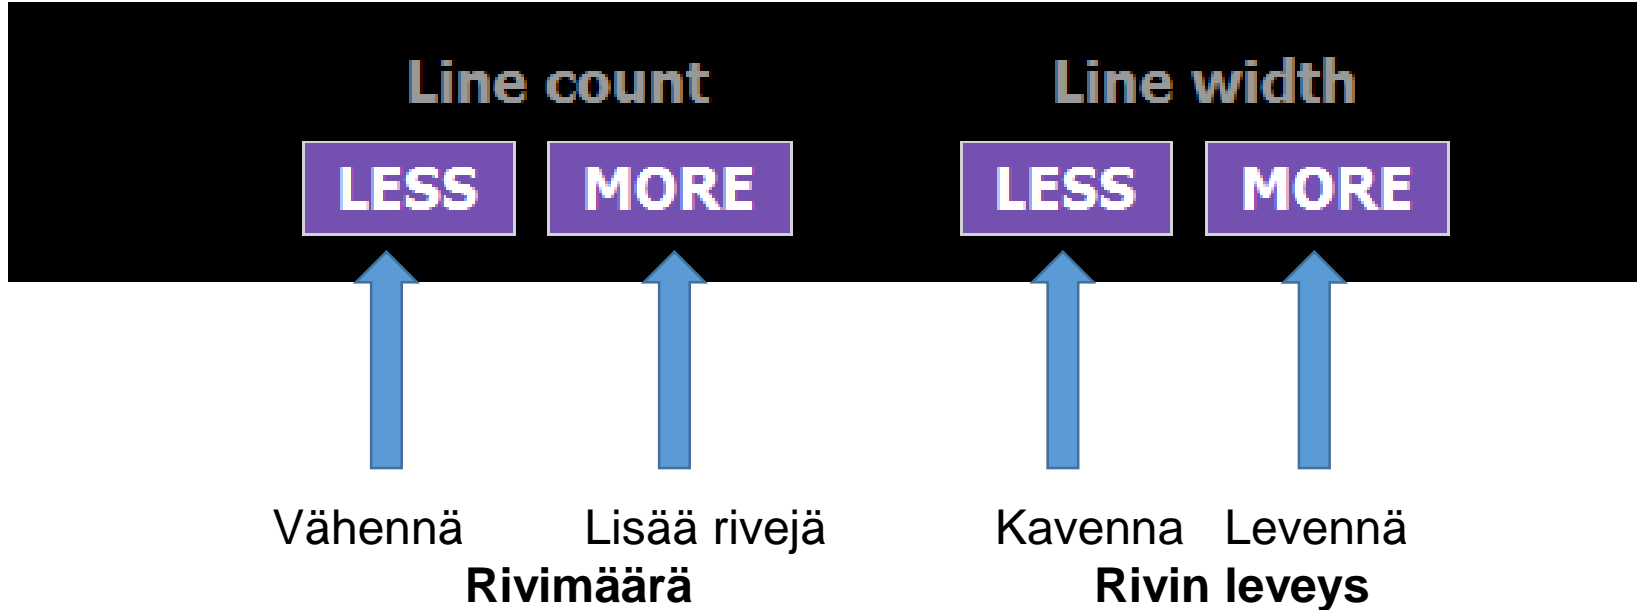 Line count Line width
LESS MORE LESS MORE
Vähennä Lisää rivejä Kavenna Levennä
Rivimäärä Rivin leveys